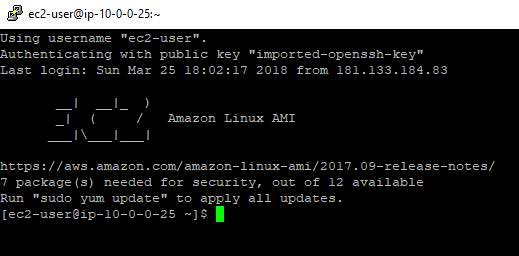 ec2-user@ip-10-0-0-25:~
Using username "ec2-user".
Authenticating with public key "imported-openssh-key"
Last login: Sun Mar 25 18:02:17 2018 from 181.133.184.83
       __|  __|_  )
       _|  (     /   Amazon Linux AMI
      ___|\___|___|
https://aws.amazon.com/amazon-linux-ami/2017.09-release-notes/
7 package(s) needed for security, out of 12 available
Run "sudo yum update" to apply all updates.
[ec2-user@ip-10-0-0-25 ~]$